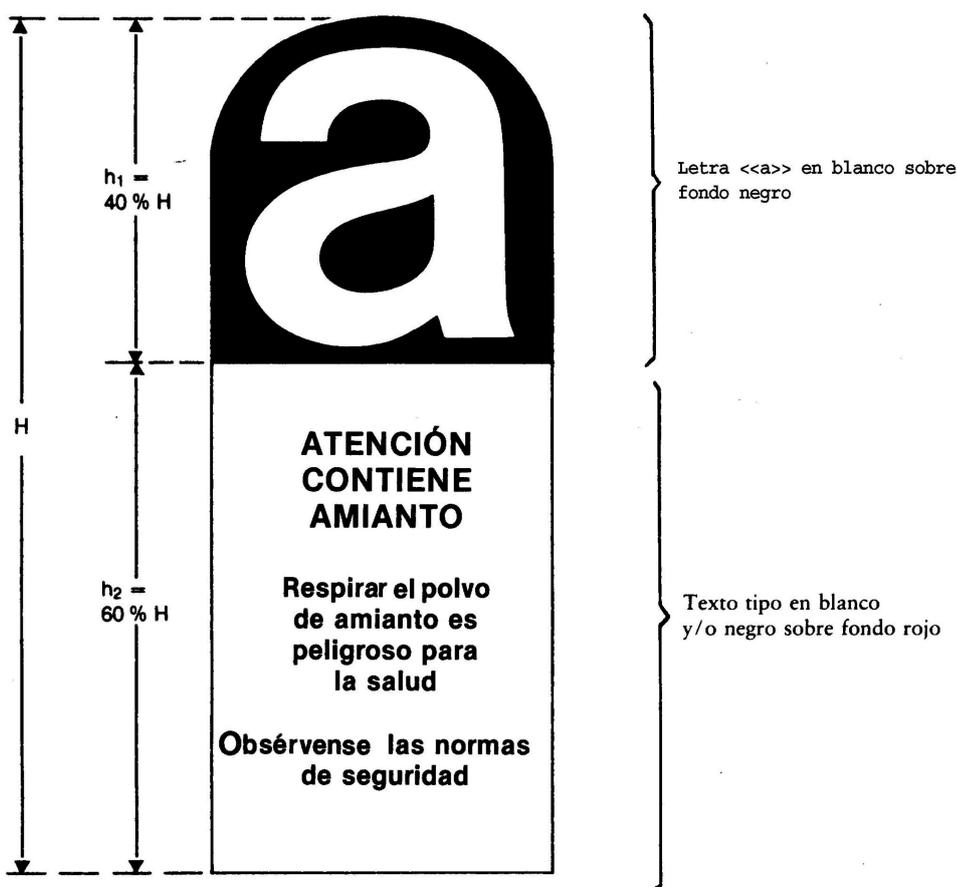 a
h₁ =
40 % H
Letra <<a>> en blanco sobre
fondo negro
H
ATENCIÓN
CONTIENE
AMIANTO
h₂ =
60 % H
Respirar el polvo
de amianto es
peligroso para
la salud
Texto tipo en blanco
y/o negro sobre fondo rojo
Obsérvense las normas
de seguridad